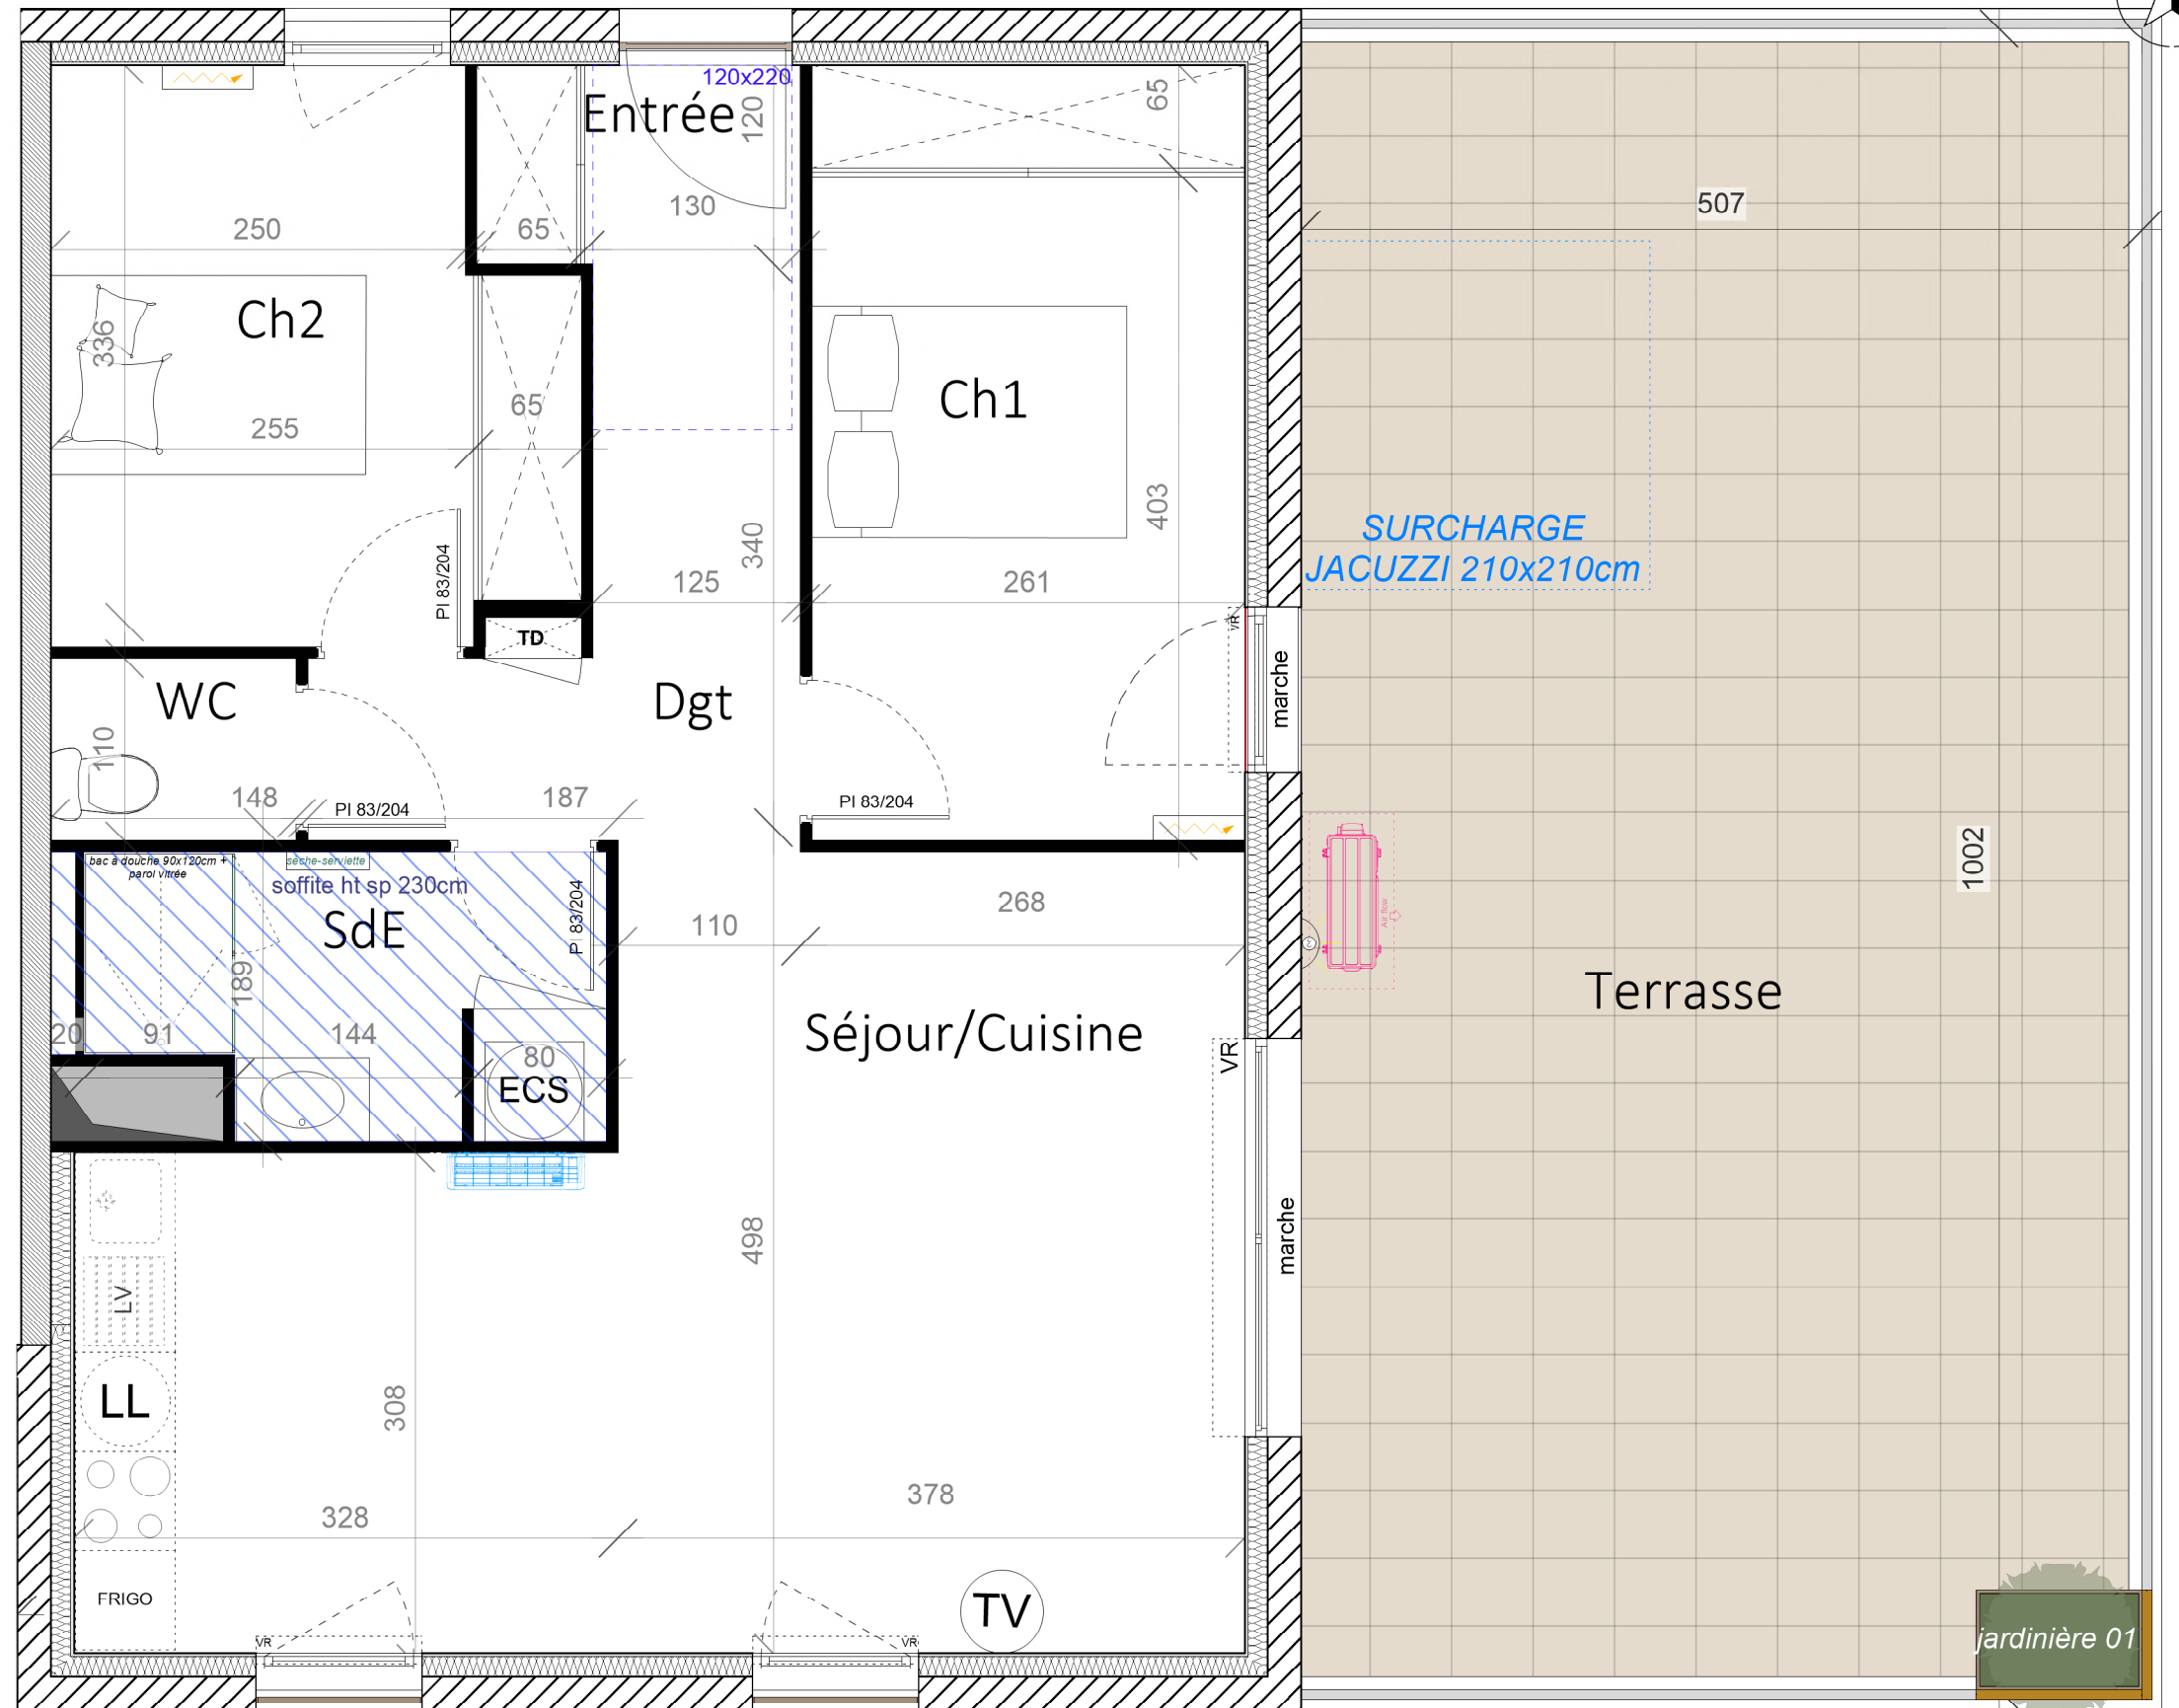 120x220
Entrée
120
65
130
250
65
507
Ch2
336
Ch1
65
255
403
SURCHARGE
JACUZZI 210x210cm
340
PI 83/204
125
261
TD
VR
marche
WC
Dgt
110
148
PI 83/204
187
PI 83/204
bac à douche 90x120cm +
paroi vitrée
sèche-serviette
soffite ht sp 230cm
SdE
PI 83/204
268
110
Air flow
1002
Terrasse
189
20
91
144
80
ECS
Séjour/Cuisine
VR
marche
498
LV
LL
308
328
378
FRIGO
TV
VR
VR
jardinière 01